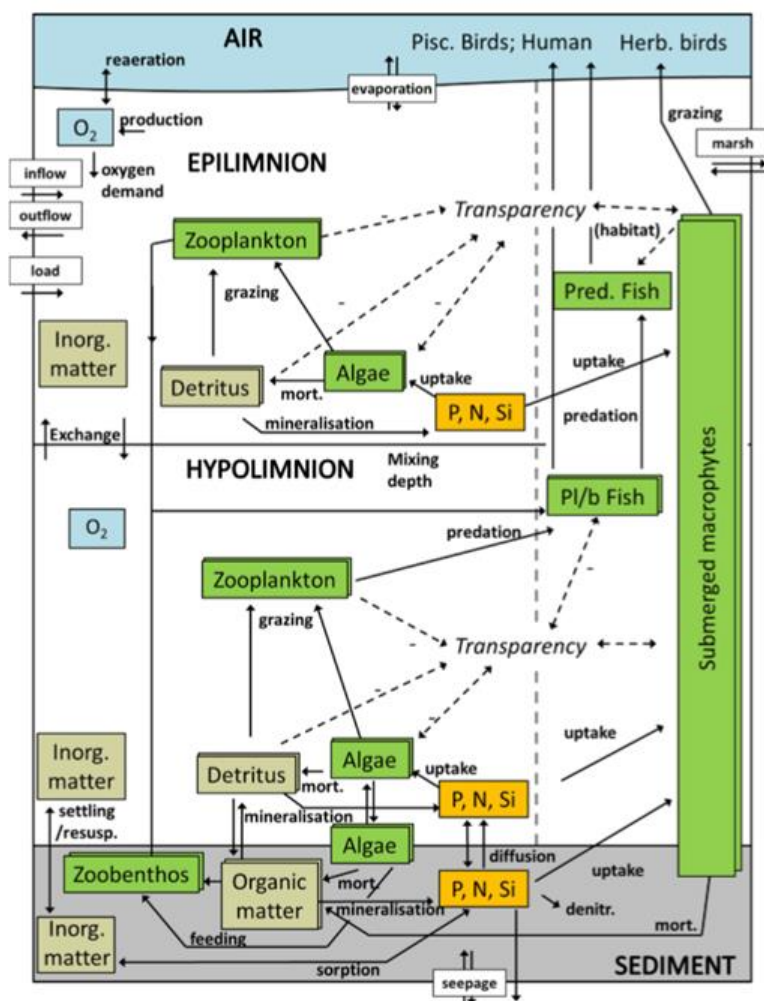 AIR
Pisc. Birds; Human
Herb. birds
reaeration
evaporation
grazing
O2
production
marsh
inflow
oxygen
demand
EPILIMNION
outflow
Transparency
Zooplankton
(habitat)
load
-
grazing
-
-
Pred. Fish
Inorg.
matter
Detritus
Algae
mort.
uptake
uptake
P, N, Si
mineralisation
predation
Exchange
HYPOLIMNION
Mixing
depth
Pl/b Fish
O2
predation
Zooplankton
-
grazing
-
Transparency
Submerged macrophytes
-
-
Inorg.
matter
Detritus
Algae
mort.
uptake
uptake
P, N, Si
settling
/resusp.
mineralisation
Algae
diffusion
Zoobenthos
Organic
matter
mort.
P, N, Si
uptake
mineralisation
denitr.
feeding
mort.
Inorg.
matter
sorption
seepage
SEDIMENT